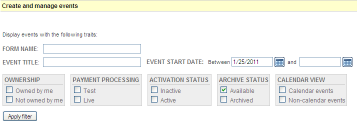 Create and manage events
Display events with the following traits:
FORM NAME:
EVENT TITLE: EVENT START DATE: Between 1/25/2011 and
OWNERSHIP PAYMENT PROCESSING ACTIVATION STATUS ARCHIVE STATUS CALENDAR VIEW
Owned by me Test Inactive Available Calendar events
Not owned by me Live Active Archived Non-calendar events
Apply filter